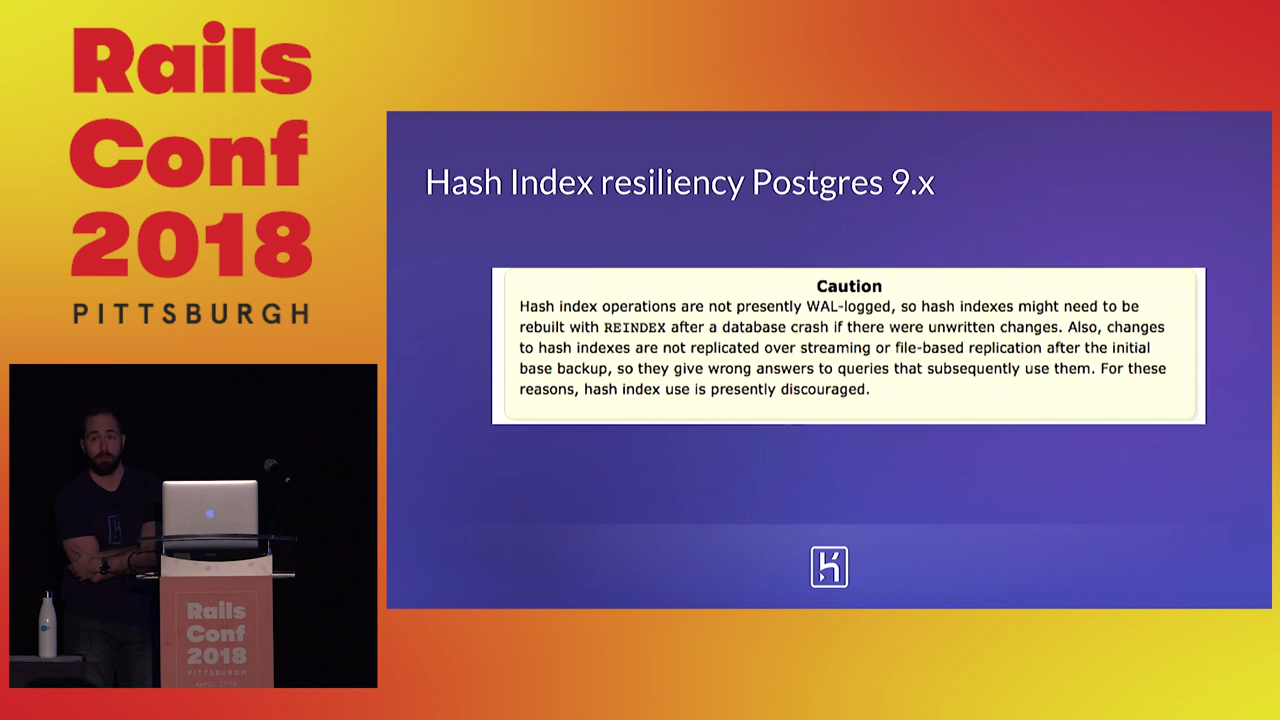 Rails
Conf
2018
PITTSBURGH
Hash Index resiliency Postgres 9.x
Caution
Hash index operations are not presently WAL-logged, so hash indexes might need to be
rebuilt with REINDEX after a database crash if there were unwritten changes. Also, changes
to hash indexes are not replicated over streaming or file-based replication after the initial
base backup, so they give wrong answers to queries that subsequently use them. For these
reasons, hash index use is presently discouraged.
Rails
Conf
2018
PITTSBURGH
April 17-19